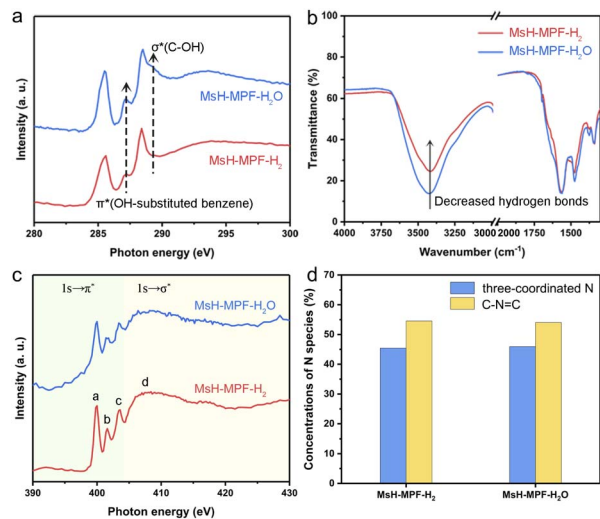 a
Intensity (a. u.)
σ*(C-OH)
MsH-MPF-H₂O
MsH-MPF-H₂
π*(OH-substituted benzene)
280 285 290 295 300
Photon energy (eV)
b
Transmittance (%)
100
80
60
40
20
0
MsH-MPF-H₂
MsH-MPF-H₂O
Decreased hydrogen bonds
4000 3500 3000 2000 1500
Wavenumber (cm⁻¹)
c
Intensity (a. u.)
1s→π* 1s→σ*
MsH-MPF-H₂O
MsH-MPF-H₂
a b c d
390 400 410 420 430
Photon energy (eV)
d
Concentrations of N species (%)
80
70
60
50
40
30
20
10
0
three-coordinated N
C-N=C
MsH-MPF-H₂ MsH-MPF-H₂O